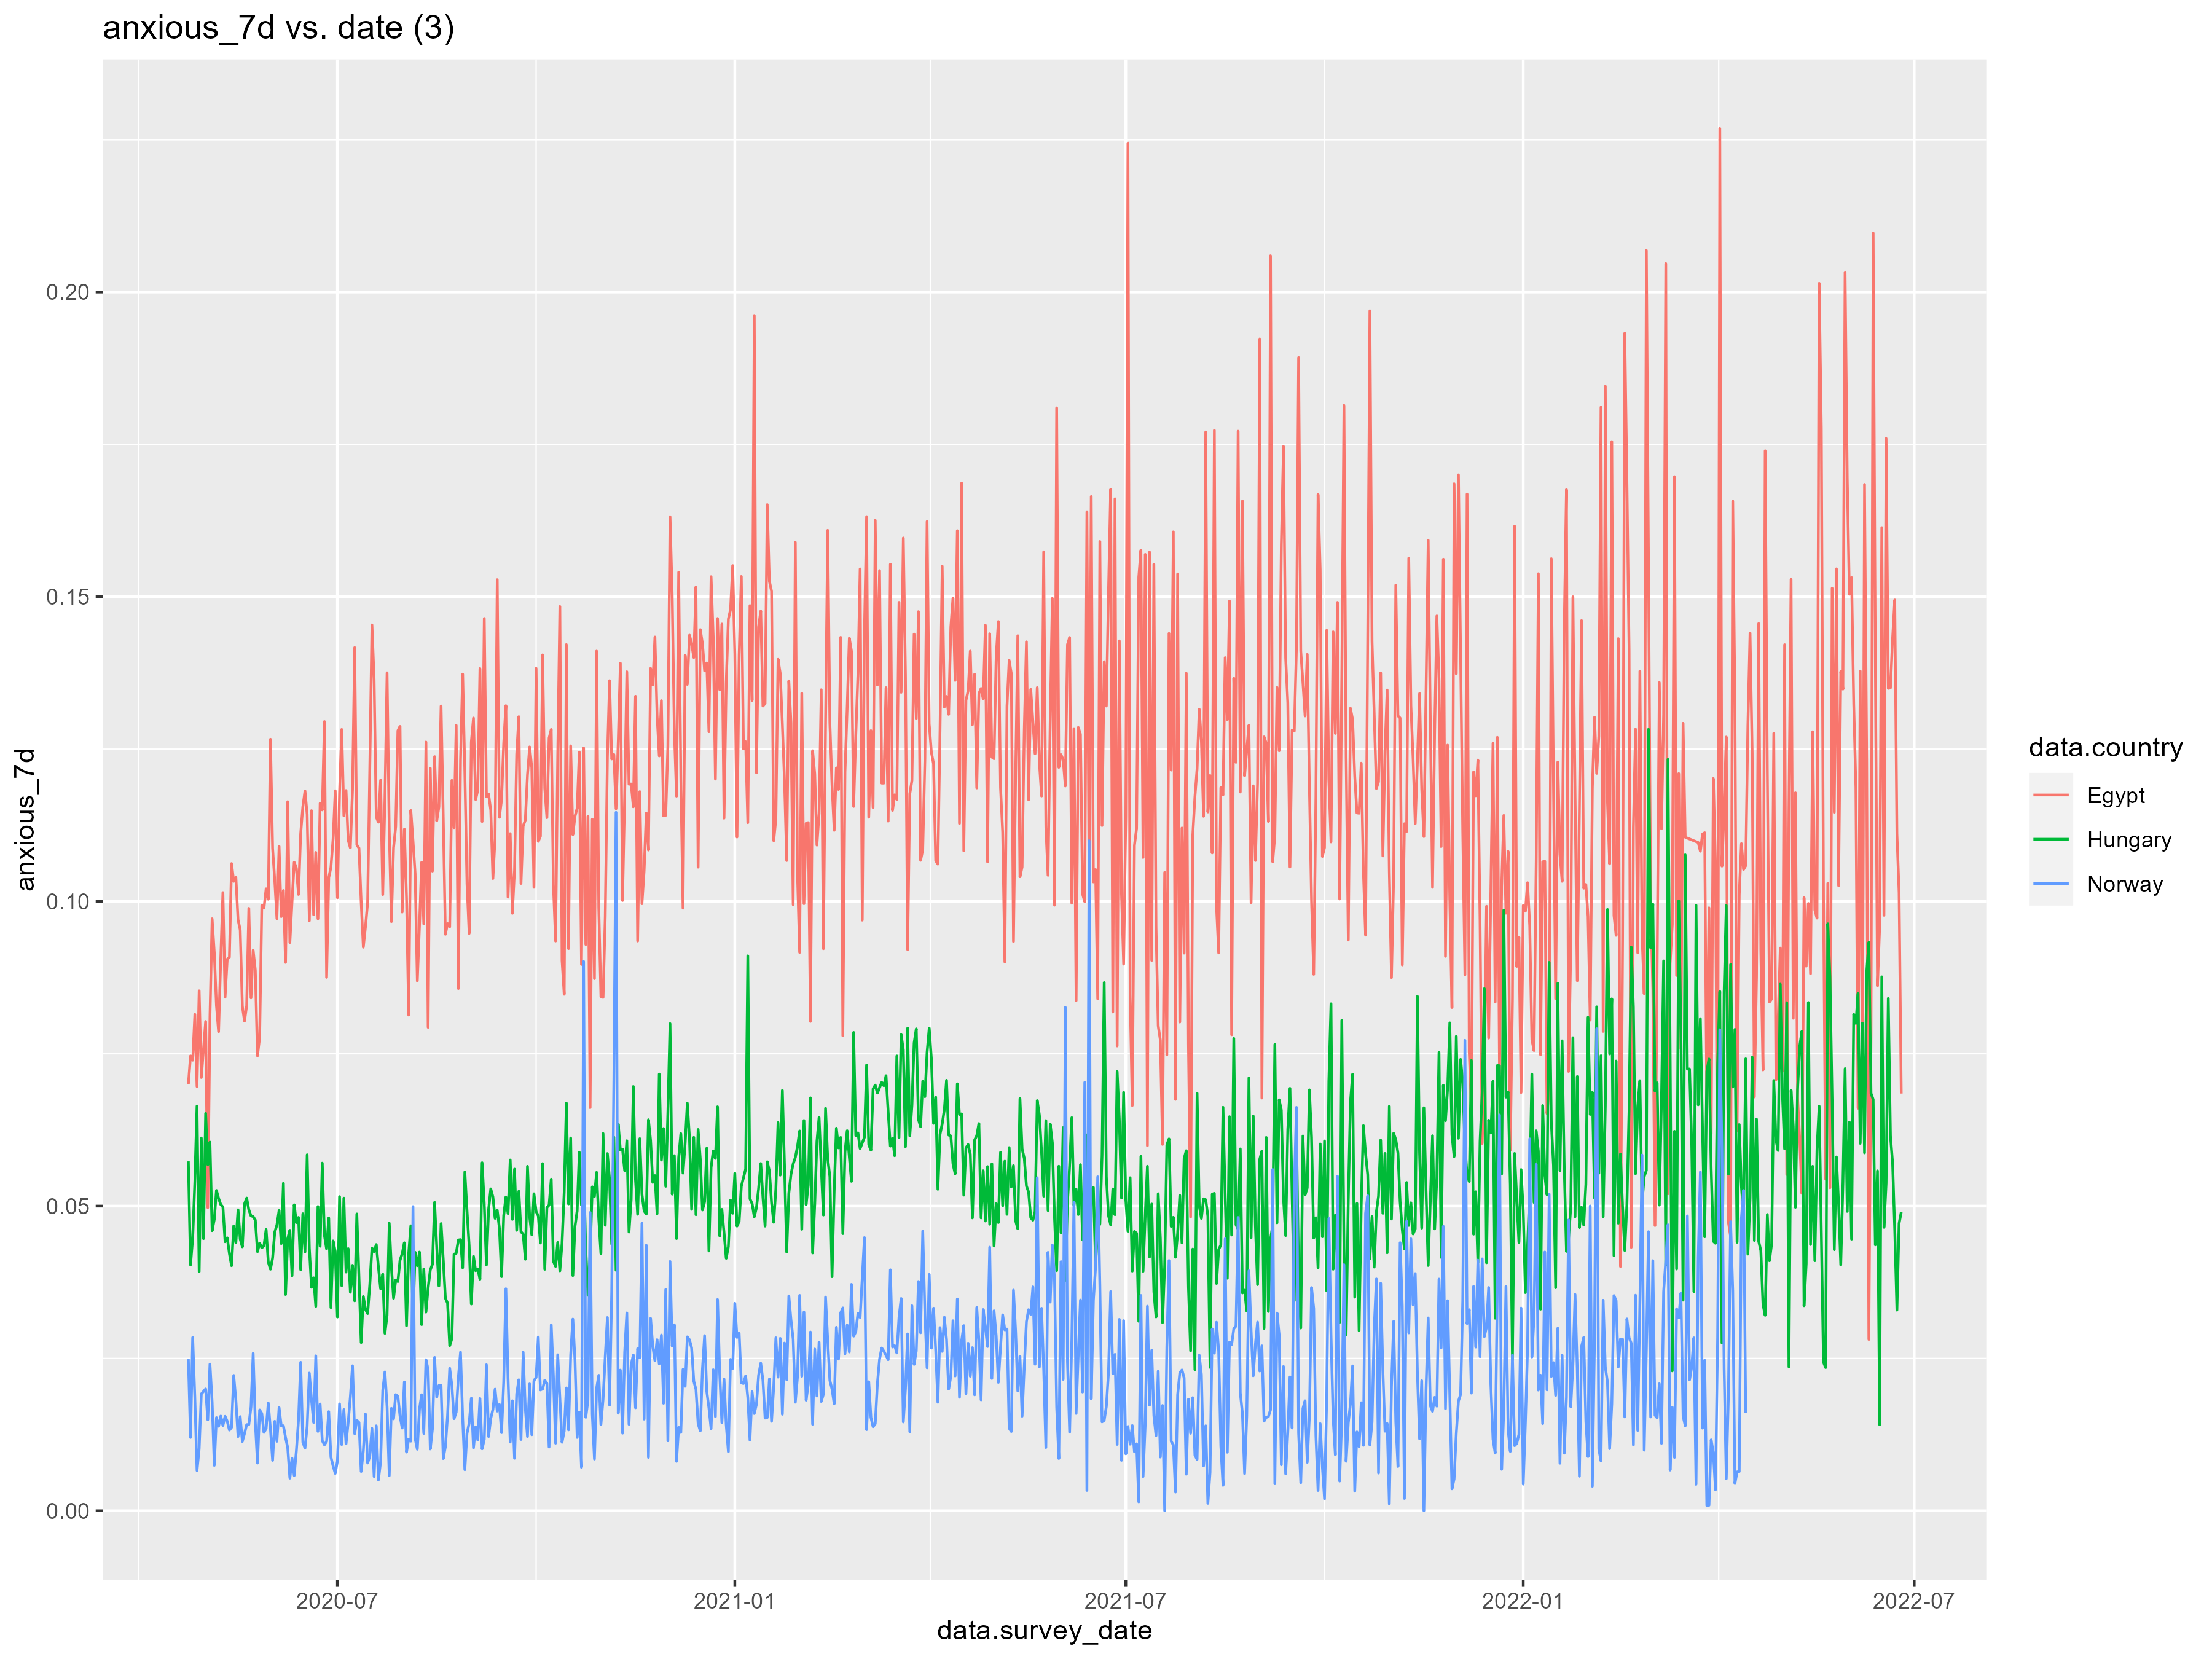 anxious_7d vs. date (3)
anxious_7d
0.20
0.15
0.10
0.05
0.00
2020-07
2021-01
2021-07
2022-01
2022-07
data.survey_date
data.country
Egypt
Hungary
Norway